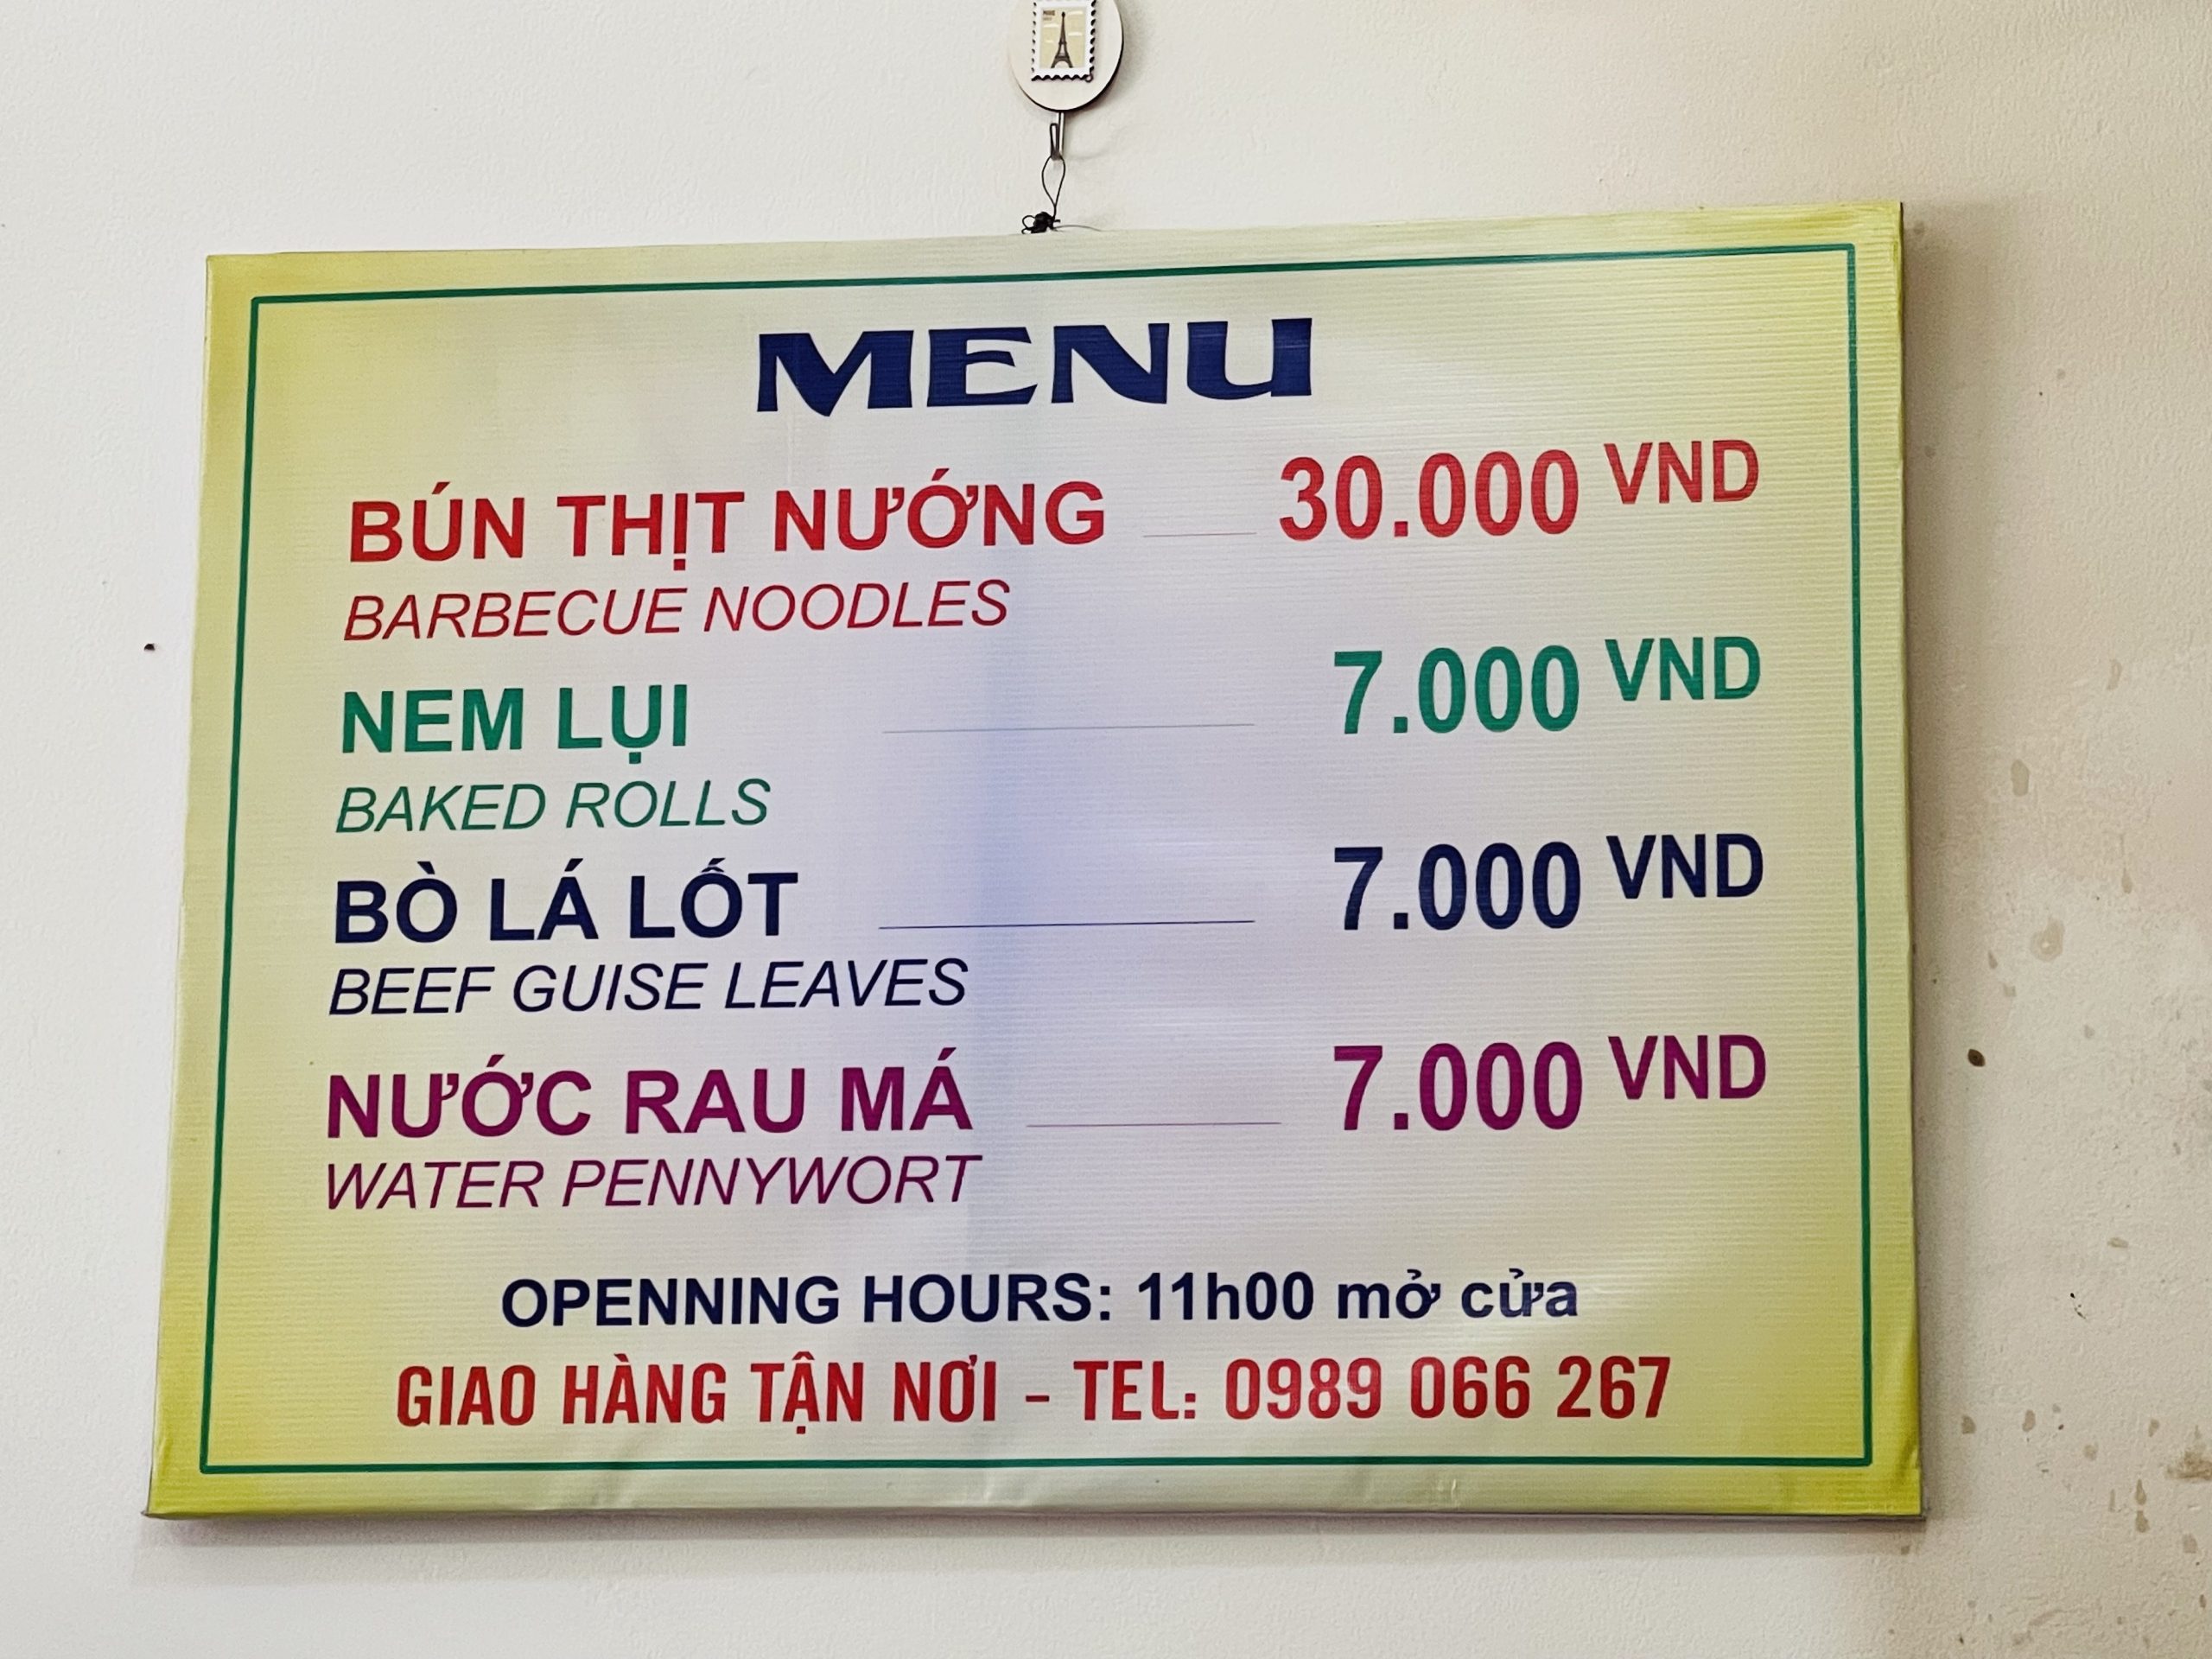 MENU
BÚN THỊT NƯỚNG 30.000 VND
BARBECUE NOODLES
NEM LỤI 7.000 VND
BAKED ROLLS
BÒ LÁ LỐT 7.000 VND
BEEF GUISE LEAVES
NƯỚC RAU MÁ 7.000 VND
WATER PENNYWORT
OPENNING HOURS: 11h00 mở cửa
GIAO HÀNG TẬN NƠI - TEL: 0989 066 267